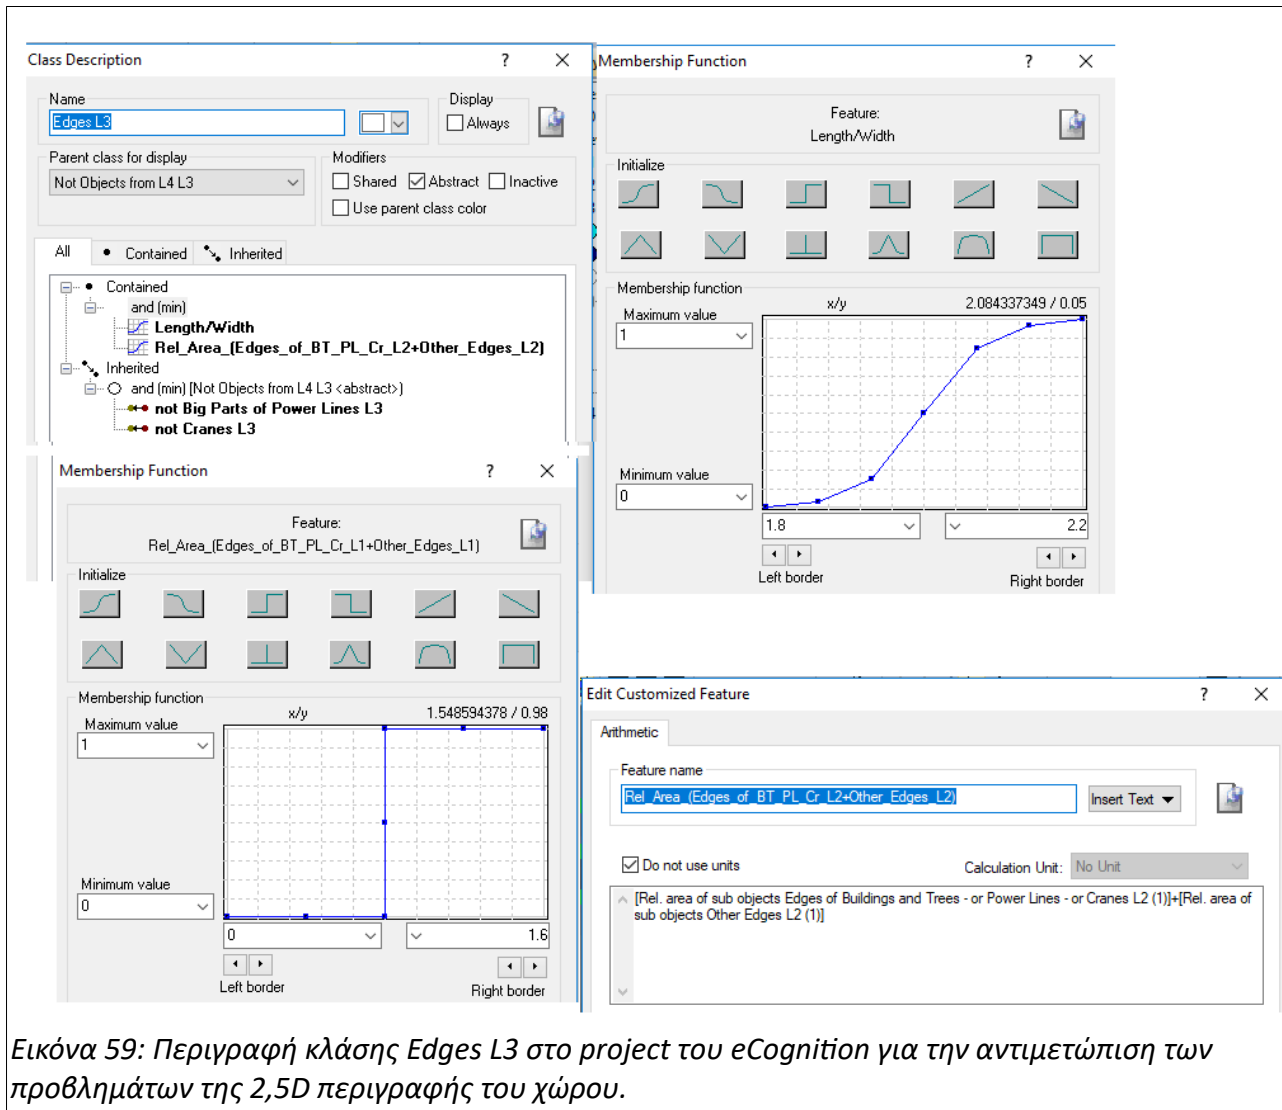 Class Description
?
Name
Edges L3
Display
Always
Parent class for display
Not Objects from L4 L3
Modifiers
Shared Abstract Inactive
Use parent class color
All Contained Inherited
Contained
and (min)
Length/Width
Rel_Area_(Edges_of_BT_PL_Cr_L2+Other_Edges_L2)
Inherited
and (min) [Not Objects from L4 L3 <abstract>)
not Big Parts of Power Lines L3
not Cranes L3
Membership Function
?
Feature:
Length/Width
Initialize
Membership function
x/y
2.084337349 / 0.05
Maximum value
1
Minimum value
0
1.8
2.2
Left border
Right border
Membership Function
?
Feature:
Rel_Area_(Edges_of_BT_PL_Cr_L1+Other_Edges_L1)
Initialize
Membership function
x/y
1.548594378 / 0.98
Maximum value
1
Minimum value
0
0
1.6
Left border
Right border
Edit Customized Feature
?
Arithmetic
Feature name
Rel_Area_(Edges_of_BT_PL_Cr_L2+Other_Edges_L2)
Insert Text
Do not use units
Calculation Unit: No Unit
[Rel. area of sub objects Edges of Buildings and Trees - or Power Lines - or Cranes L2 (1)]+[Rel. area of
sub objects Other Edges L2 (1)]
Εικόνα 59: Περιγραφή κλάσης Edges L3 στο project του eCognition για την αντιμετώπιση των
προβλημάτων της 2,5D περιγραφής του χώρου.